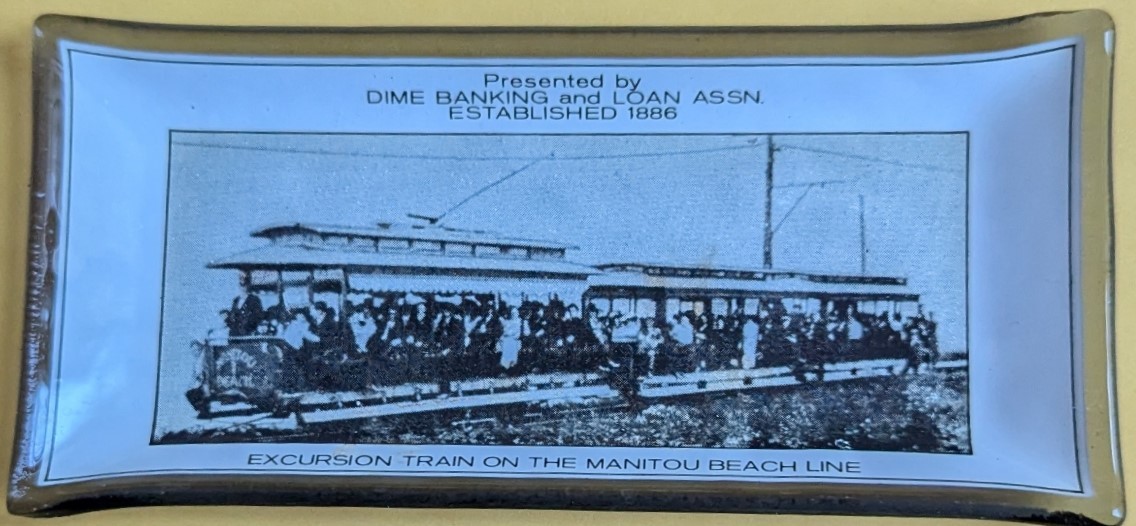 Presented by
DIME BANKING and LOAN ASSN.
ESTABLISHED 1886
EXCURSION TRAIN ON THE MANITOU BEACH LINE